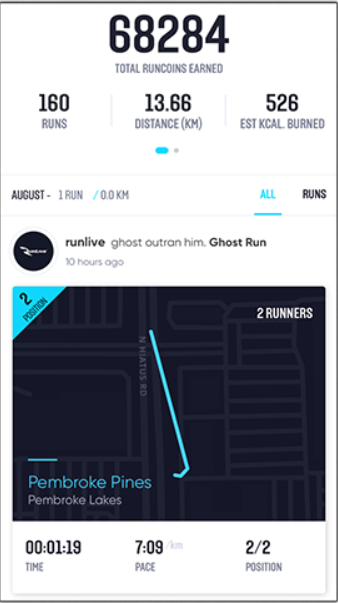 68284
TOTAL RUNCOINS EARNED
160 13.66 526
RUNS DISTANCE (KM) EST KCAL. BURNED
AUGUST - 1 RUN / 0.0 KM ALL RUNS
runlive ghost outran him. Ghost Run
10 hours ago
2
POSITION
2 RUNNERS
N HIATUS RD
Pembroke Pines
Pembroke Lakes
00:01:19 7:09 /km 2/2
TIME PACE POSITION